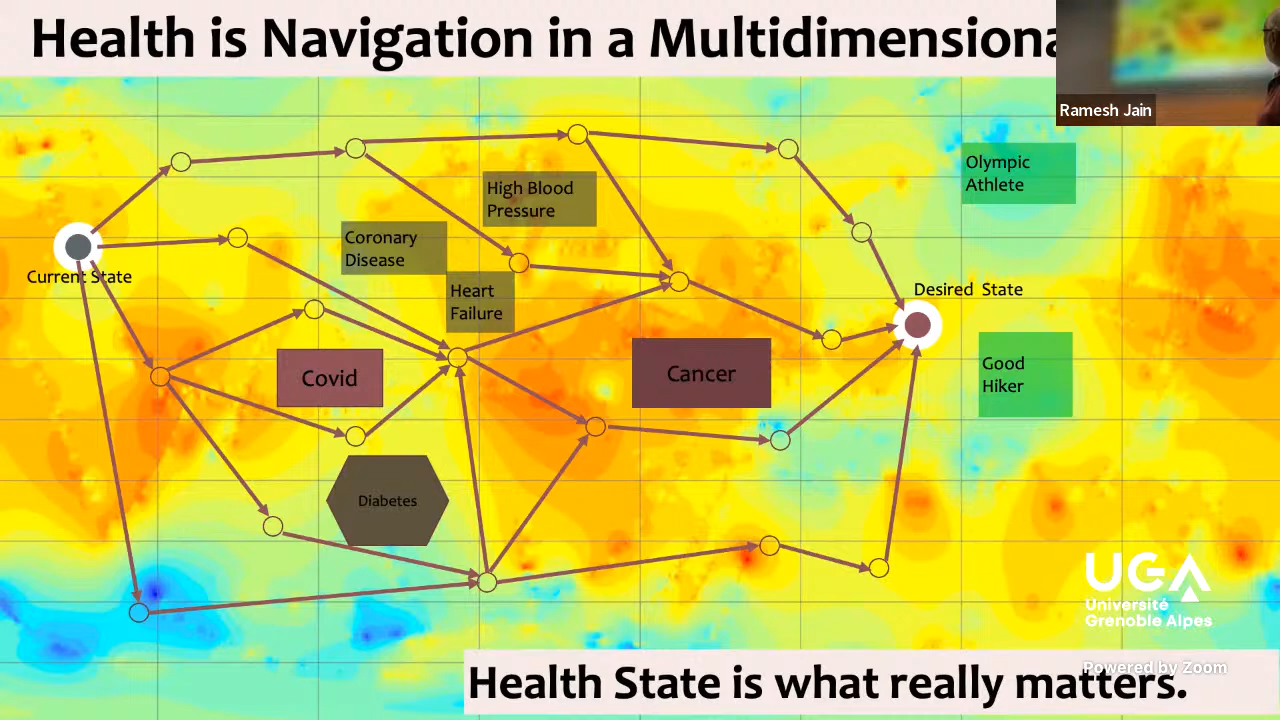 Health is Navigation in a Multidimensiona
Ramesh Jain
Olympic
Athlete
High Blood
Pressure
Coronary
Disease
Current State
Heart
Failure
Desired State
Good
Hiker
Covid
Cancer
Diabetes
UGA
Université
Grenoble Alpes
Powered by Zoom
Health State is what really matters.